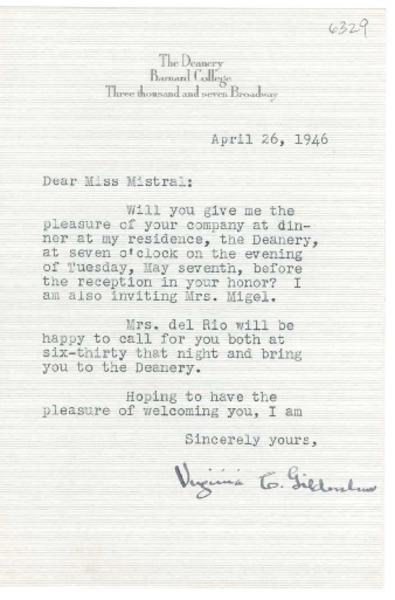 6329
The Deanery
Barnard College
Three thousand and seven Broadway
April 26, 1946
Dear Miss Mistral:
Will you give me the
pleasure of your company at din-
ner at my residence, the Deanery,
at seven o'clock on the evening
of Tuesday, May seventh, before
the reception in your honor? I
am also inviting Mrs. Migel.
Mrs. del Rio will be
happy to call for you both at
six-thirty that night and bring
you to the Deanery.
Hoping to have the
pleasure of welcoming you, I am
Sincerely yours,
Virginia C. Gildersleeve